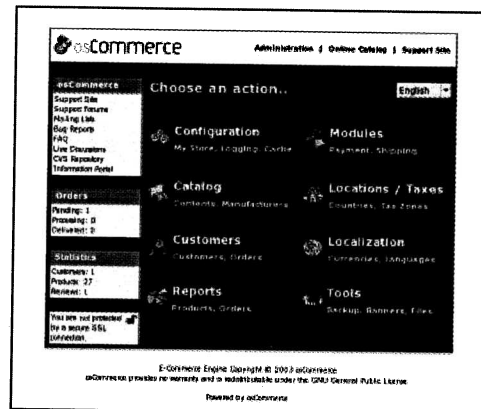 osCommerce
Administration | Online Catalog | Support Site
osCommerce
Support Site
Support Forums
Mailing Lists
Bug Reports
FAQ
Live Discussions
CVS Repository
Information Portal
Orders
Pending: 1
Processing: 0
Delivered: 0
Statistics
Customers: 1
Products: 27
Reviews: 1
You are not protected
by a secure SSL
connection.
Choose an action..
English
Configuration
My Store, Logging, Cache
Modules
Payment, Shipping
Catalog
Contents, Manufacturers
Locations / Taxes
Countries, Tax Zones
Customers
Customers, Orders
Localization
Currencies, Languages
Reports
Products, Orders
Tools
Backup, Banners, Files
E-Commerce Engine Copyright © 2003 osCommerce
osCommerce provides no warranty and is redistributable under the GNU General Public License
Powered by osCommerce